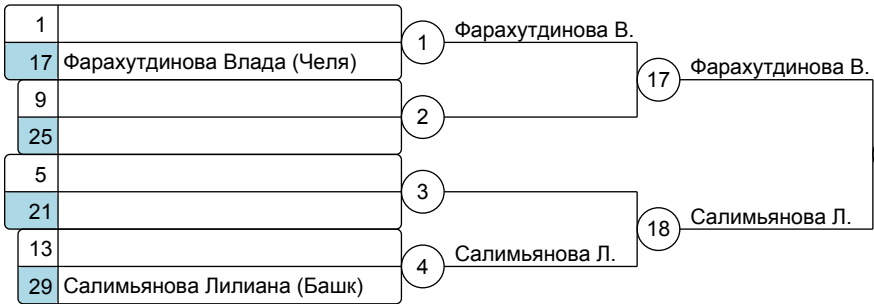 1
17 Фарахутдинова Влада (Челя)
1 Фарахутдинова В.
9
25
2
17 Фарахутдинова В.
5
21
3
13
29 Салимьянова Лилиана (Башк)
4 Салимьянова Л.
18 Салимьянова Л.